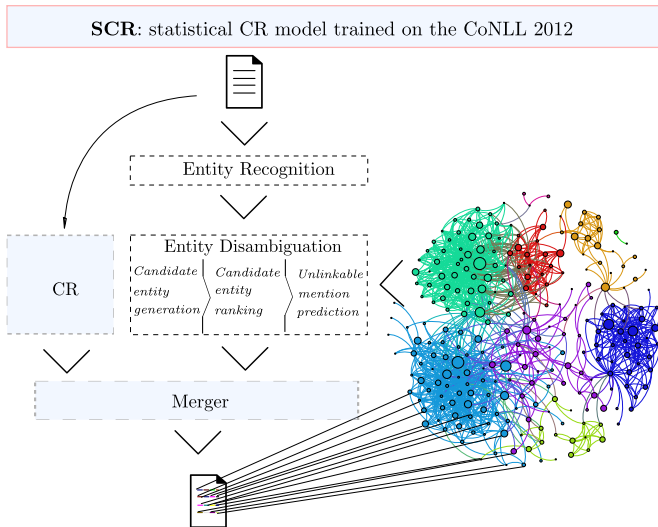 SCR: statistical CR model trained on the CoNLL 2012
Entity Recognition
Entity Disambiguation
Candidate
entity
generation
Candidate
entity
ranking
Unlinkable
mention
prediction
CR
Merger